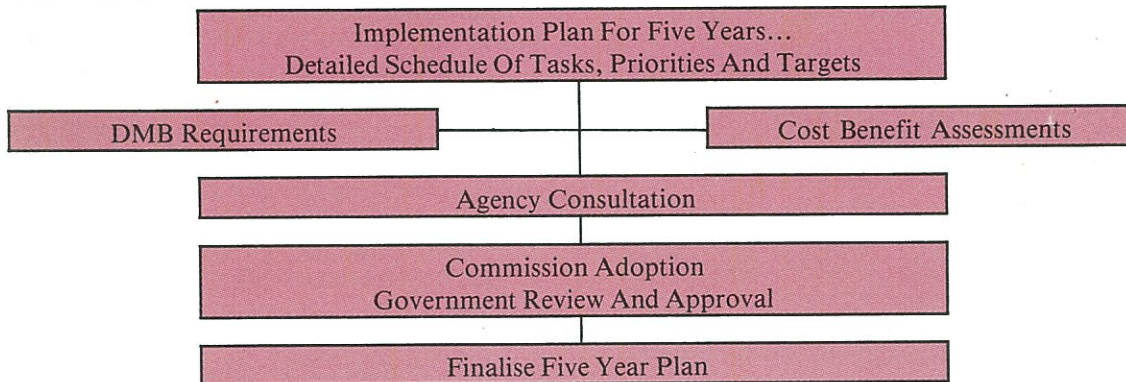 Implementation Plan For Five Years...
Detailed Schedule Of Tasks, Priorities And Targets
DMB Requirements
Cost Benefit Assessments
Agency Consultation
Commission Adoption
Government Review And Approval
Finalise Five Year Plan